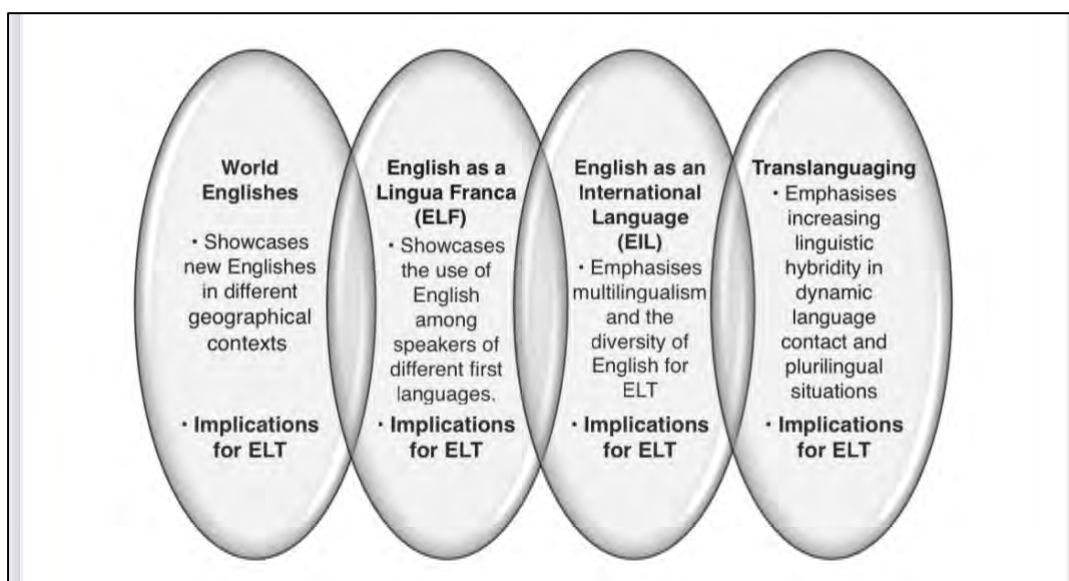 World
Englishes
· Showcases
new Englishes
in different
geographical
contexts
· Implications
for ELT
English as a
Lingua Franca
(ELF)
· Showcases
the use of
English
among
speakers of
different first
languages.
· Implications
for ELT
English as an
International
Language
(EIL)
· Emphasises
multilingualism
and the
diversity of
English for
ELT
· Implications
for ELT
Translanguaging
· Emphasises
increasing
linguistic
hybridity in
dynamic
language
contact and
plurilingual
situations
· Implications
for ELT